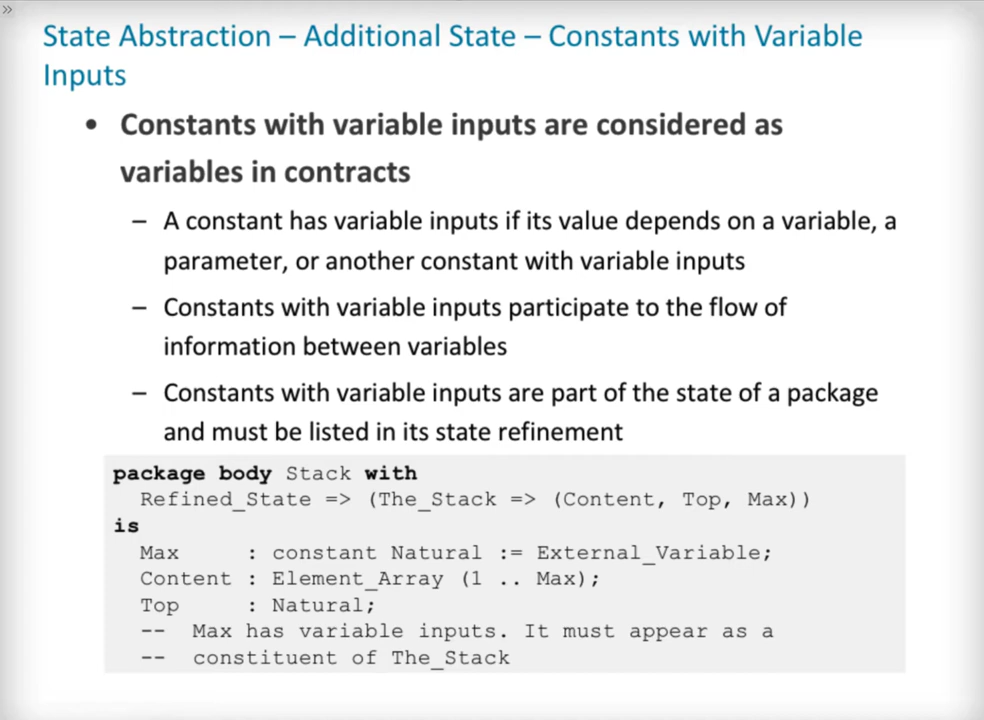 »
State Abstraction – Additional State – Constants with Variable
Inputs
• Constants with variable inputs are considered as
variables in contracts
– A constant has variable inputs if its value depends on a variable, a
parameter, or another constant with variable inputs
– Constants with variable inputs participate to the flow of
information between variables
– Constants with variable inputs are part of the state of a package
and must be listed in its state refinement
package body Stack with
  Refined_State => (The_Stack => (Content, Top, Max))
is
  Max     : constant Natural := External_Variable;
  Content : Element_Array (1 .. Max);
  Top     : Natural;
  --  Max has variable inputs. It must appear as a
  --  constituent of The_Stack